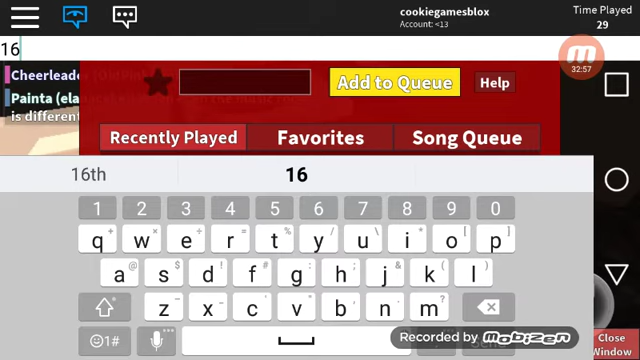 cookiegamesblox
Account: <13
Time Played
29
16
32:57
Cheerleade
Painta (ela
is different
Add to Queue
Help
Recently Played
Favorites
Song Queue
16th
16
1 2 3 4 5 6 7 8 9 0
q w e r t y u i o p
a s d f g h j k l
z x c v b n m
1#
Recorded by MOBIZEN
Close
Window